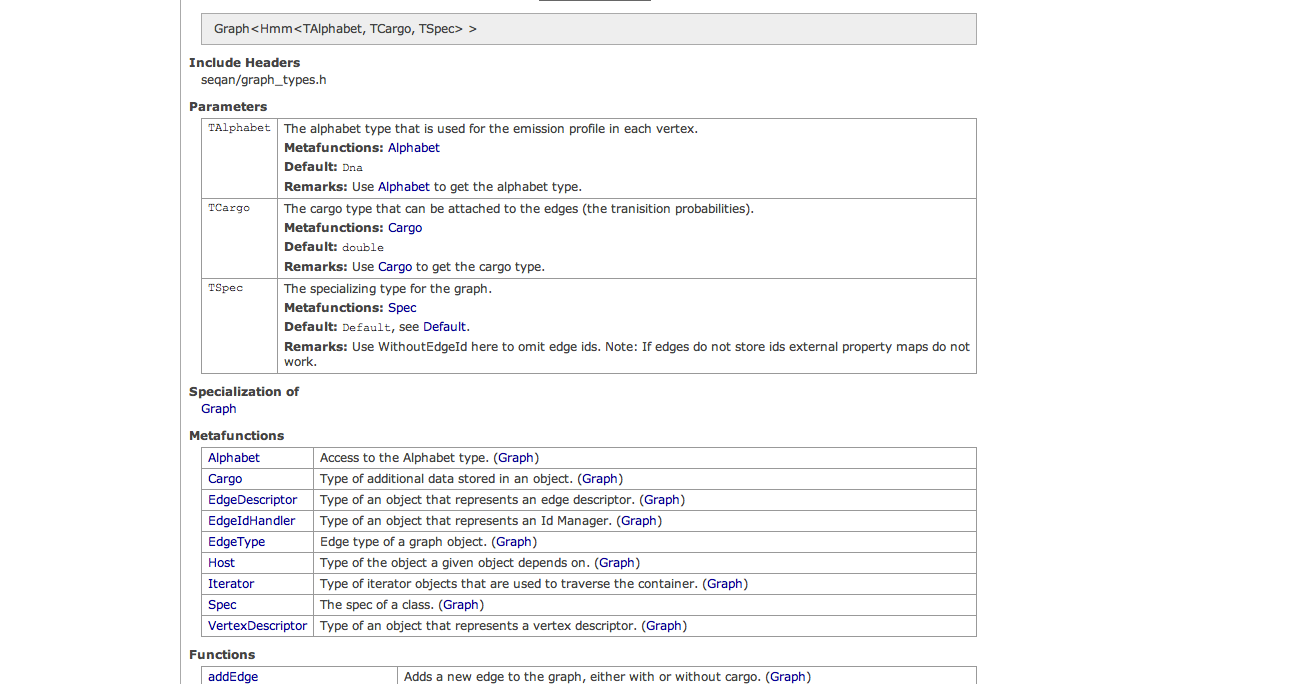 Graph<Hmm<TAlphabet, TCargo, TSpec> >
Include Headers
seqan/graph_types.h
Parameters
TAlphabet The alphabet type that is used for the emission profile in each vertex.
Metafunctions: Alphabet
Default: Dna
Remarks: Use Alphabet to get the alphabet type.
TCargo The cargo type that can be attached to the edges (the tranisition probabilities).
Metafunctions: Cargo
Default: double
Remarks: Use Cargo to get the cargo type.
TSpec The specializing type for the graph.
Metafunctions: Spec
Default: Default, see Default.
Remarks: Use WithoutEdgeId here to omit edge ids. Note: If edges do not store ids external property maps do not
work.
Specialization of
Graph
Metafunctions
Alphabet Access to the Alphabet type. (Graph)
Cargo Type of additional data stored in an object. (Graph)
EdgeDescriptor Type of an object that represents an edge descriptor. (Graph)
EdgeIdHandler Type of an object that represents an Id Manager. (Graph)
EdgeType Edge type of a graph object. (Graph)
Host Type of the object a given object depends on. (Graph)
Iterator Type of iterator objects that are used to traverse the container. (Graph)
Spec The spec of a class. (Graph)
VertexDescriptor Type of an object that represents a vertex descriptor. (Graph)
Functions
addEdge Adds a new edge to the graph, either with or without cargo. (Graph)